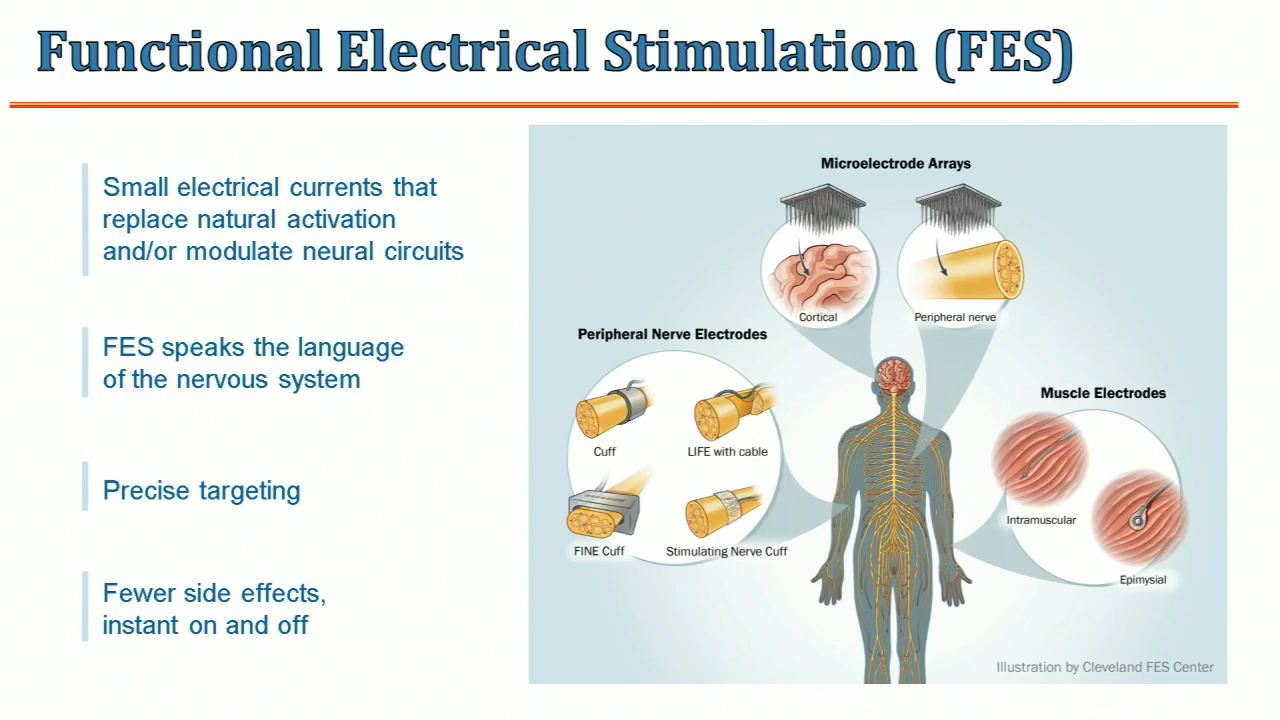 Functional Electrical Stimulation (FES)
Small electrical currents that
replace natural activation
and/or modulate neural circuits
FES speaks the language
of the nervous system
Precise targeting
Fewer side effects,
instant on and off
Microelectrode Arrays
Cortical
Peripheral nerve
Peripheral Nerve Electrodes
Cuff
LIFE with cable
FINE Cuff
Stimulating Nerve Cuff
Muscle Electrodes
Intramuscular
Epimysial
Illustration by Cleveland FES Center